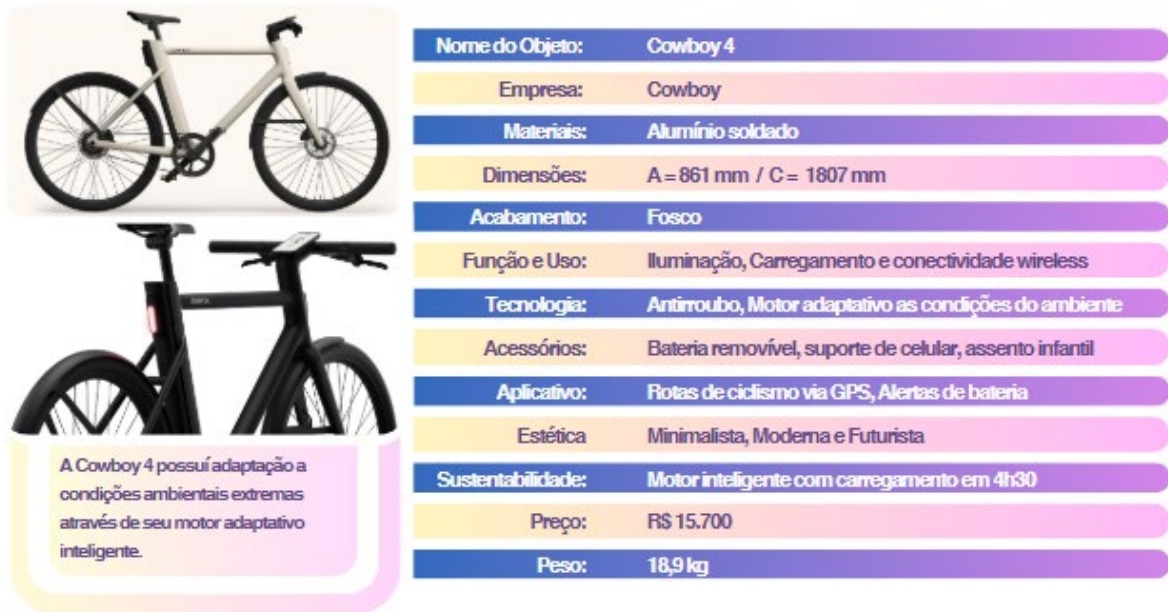 Nome do Objeto: Cowboy 4
Empresa: Cowboy
Materiais: Alumínio soldado
Dimensões: A = 861 mm / C = 1807 mm
Acabamento: Fosco
Função e Uso: Iluminação, Carregamento e conectividade wireless
Tecnologia: Antirroubo, Motor adaptativo as condições do ambiente
Acessórios: Bateria removível, suporte de celular, assento infantil
Aplicativo: Rotas de ciclismo via GPS, Alertas de bateria
Estética Minimalista, Moderna e Futurista
Sustentabilidade: Motor inteligente com carregamento em 4h30
Preço: R$ 15.700
Peso: 18,9 kg
A Cowboy 4 possuí adaptação a
condições ambientais extremas
através de seu motor adaptativo
inteligente.